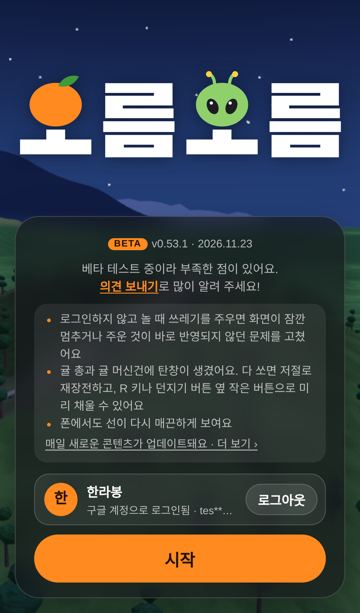 오름오름
BETA v0.53.1 · 2026.11.23
베타 테스트 중이라 부족한 점이 있어요.
의견 보내기로 많이 알려 주세요!
• 로그인하지 않고 놀 때 쓰레기를 주우면 화면이 잠깐
멈추거나 주운 것이 바로 반영되지 않던 문제를 고쳤
어요
• 귤 총과 귤 머신건에 탄창이 생겼어요. 다 쏘면 저절로
재장전하고, R 키나 던지기 버튼 옆 작은 버튼으로 미
리 채울 수 있어요
• 폰에서도 선이 다시 매끈하게 보여요
매일 새로운 콘텐츠가 업데이트돼요 · 더 보기 ›
한
한라봉
구글 계정으로 로그인됨 · tes**…
로그아웃
시작